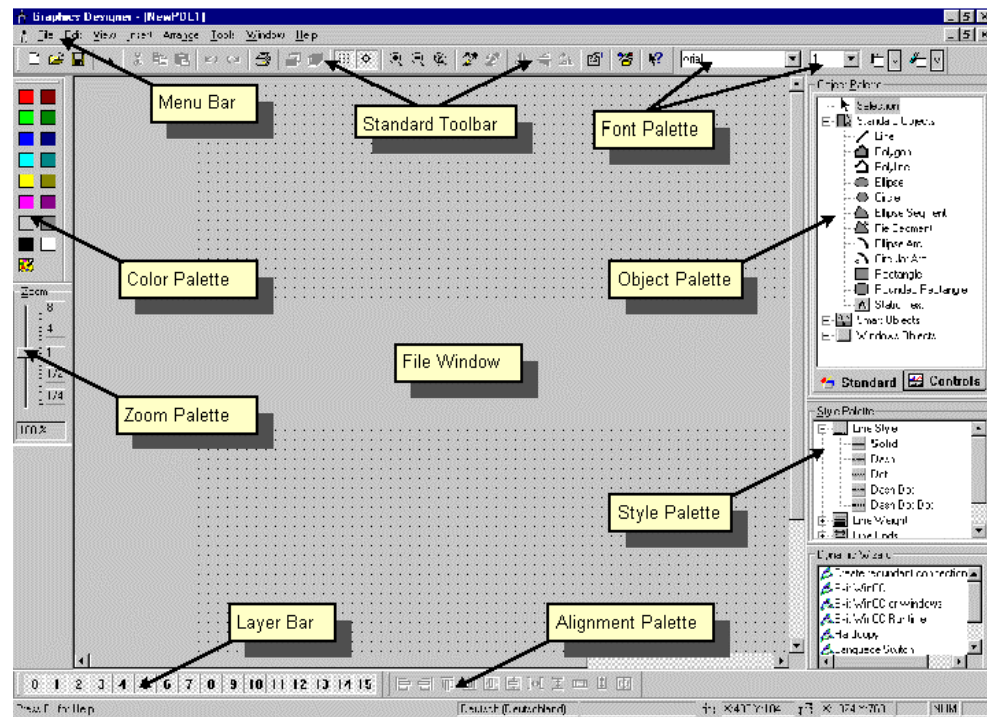 Graphics Designer - [NewPDL1]
File Edit View Insert Arrange Tools Window Help
Menu Bar
Standard Toolbar
Font Palette
Object Palette
Selection
Standard Objects
Line
Polygon
Polyline
Ellipse
Circle
Ellipse Segment
Pie Segment
Ellipse Arc
Circular Arc
Rectangle
Rounded Rectangle
Static Text
Smart Objects
Windows Objects
Standard Controls
Color Palette
Object Palette
Zoom
8
4
1
1/2
1/4
100%
File Window
Zoom Palette
Style Palette
Line Style
Solid
Dash
Dot
Dash Dot
Dash Dot Dot
Line Weight
Line Ends
Style Palette
Dynamic Wizard
Create redundant connection
Exit WinCC
Exit WinCC or windows
Exit WinCC Runtime
Hardcopy
Language Switch
Layer Bar
Alignment Palette
0 1 2 3 4 6 7 8 9 10 11 12 13 14 15
Press F1 for Help
Deutsch (Deutschland)
NUM